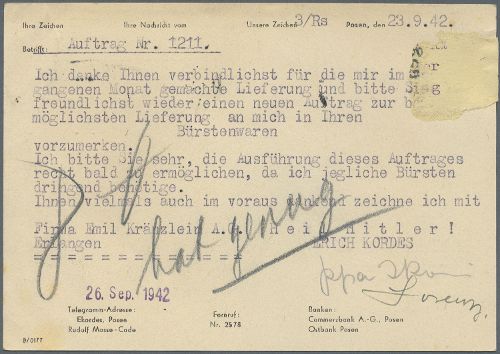 Ihre Zeichen Ihre Nachricht vom Unsere Zeichen 3/Rs Posen, den 23.9.42.
Betrifft: Auftrag Nr. 1211.
Ich danke Ihnen verbindlichst für die mir im
gangenen Monat gemachte Lieferung und bitte Sie
freundlichst wieder einen neuen Auftrag zur
möglichsten Lieferung an mich in Ihren
Bürstenwaren
vorzumerken.
Ich bitte Sie sehr, die Ausführung dieses Auftrages
recht bald zu ermöglichen, da ich jegliche Bürsten
dringend benötige.
Ihnen vielmals auch im voraus dankend zeichne ich mit
Firma Emil Kränzlein A.G. Heil Hitler!
Erlangen ERICH KORDES
hat genug
26. Sep. 1942
Lorenz
Telegramm-Adresse: Fernruf: Banken:
Ekordes, Posen Nr. 2578 Commerzbank A.-G., Posen
Rudolf Mosse-Code Ostbank Posen